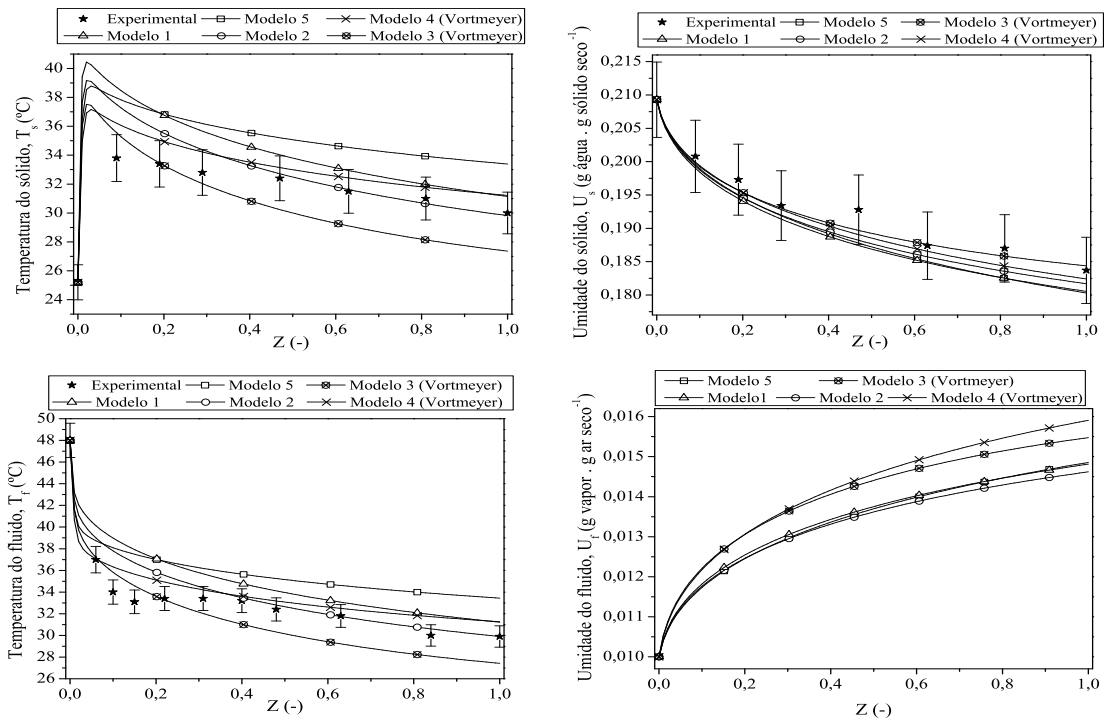 Experimental Modelo 5 Modelo 4 (Vortmeyer)
Modelo 1 Modelo 2 Modelo 3 (Vortmeyer)
Temperatura do sólido, T_s (ºC)
40
38
36
34
32
30
28
26
24
0,0 0,2 0,4 0,6 0,8 1,0
Z (-)
Experimental Modelo 5 Modelo 3 (Vortmeyer)
Modelo 1 Modelo 2 Modelo 4 (Vortmeyer)
Umidade do sólido, U_s (g água . g sólido seco^-1)
0,215
0,210
0,205
0,200
0,195
0,190
0,185
0,180
0,0 0,2 0,4 0,6 0,8 1,0
Z (-)
Experimental Modelo 5 Modelo 3 (Vortmeyer)
Modelo 1 Modelo 2 Modelo 4 (Vortmeyer)
Temperatura do fluido, T_f (ºC)
50
48
46
44
42
40
38
36
34
32
30
28
26
0,0 0,2 0,4 0,6 0,8 1,0
Z (-)
Modelo 5 Modelo 3 (Vortmeyer)
Modelo1 Modelo 2 Modelo 4 (Vortmeyer)
Umidade do fluido, U_f (g vapor . g ar seco^-1)
0,016
0,015
0,014
0,013
0,012
0,011
0,010
0,0 0,2 0,4 0,6 0,8 1,0
Z (-)